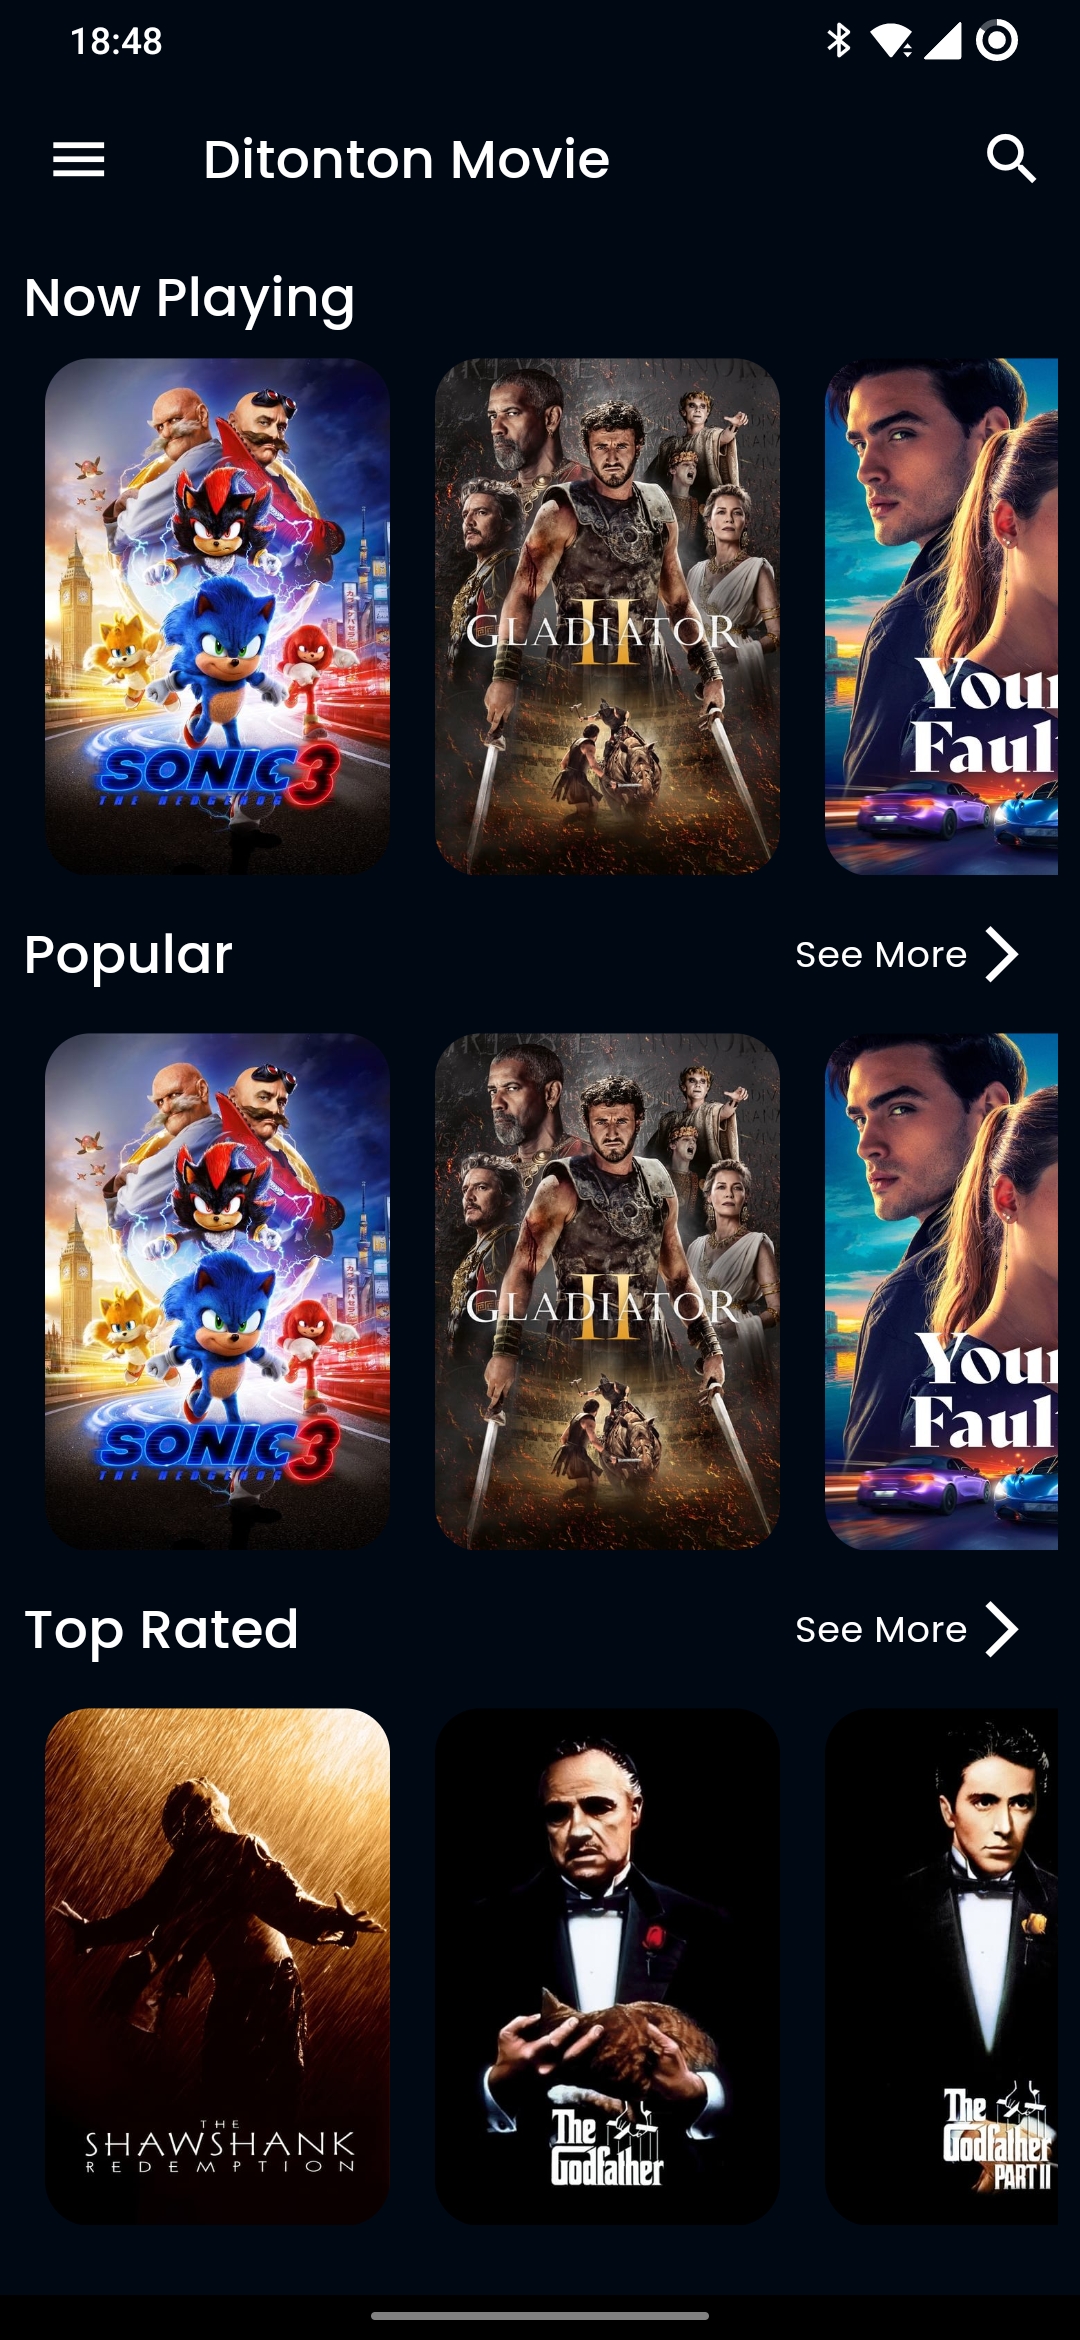 18:48
Ditonton Movie
Now Playing
SONIC 3
THE HEDGEHOG
GLADIATOR
II
Your
Faul
Popular
See More
SONIC 3
THE HEDGEHOG
GLADIATOR
II
Your
Faul
Top Rated
See More
THE
SHAWSHANK
REDEMPTION
The
Godfather
The
Godfather
PART II